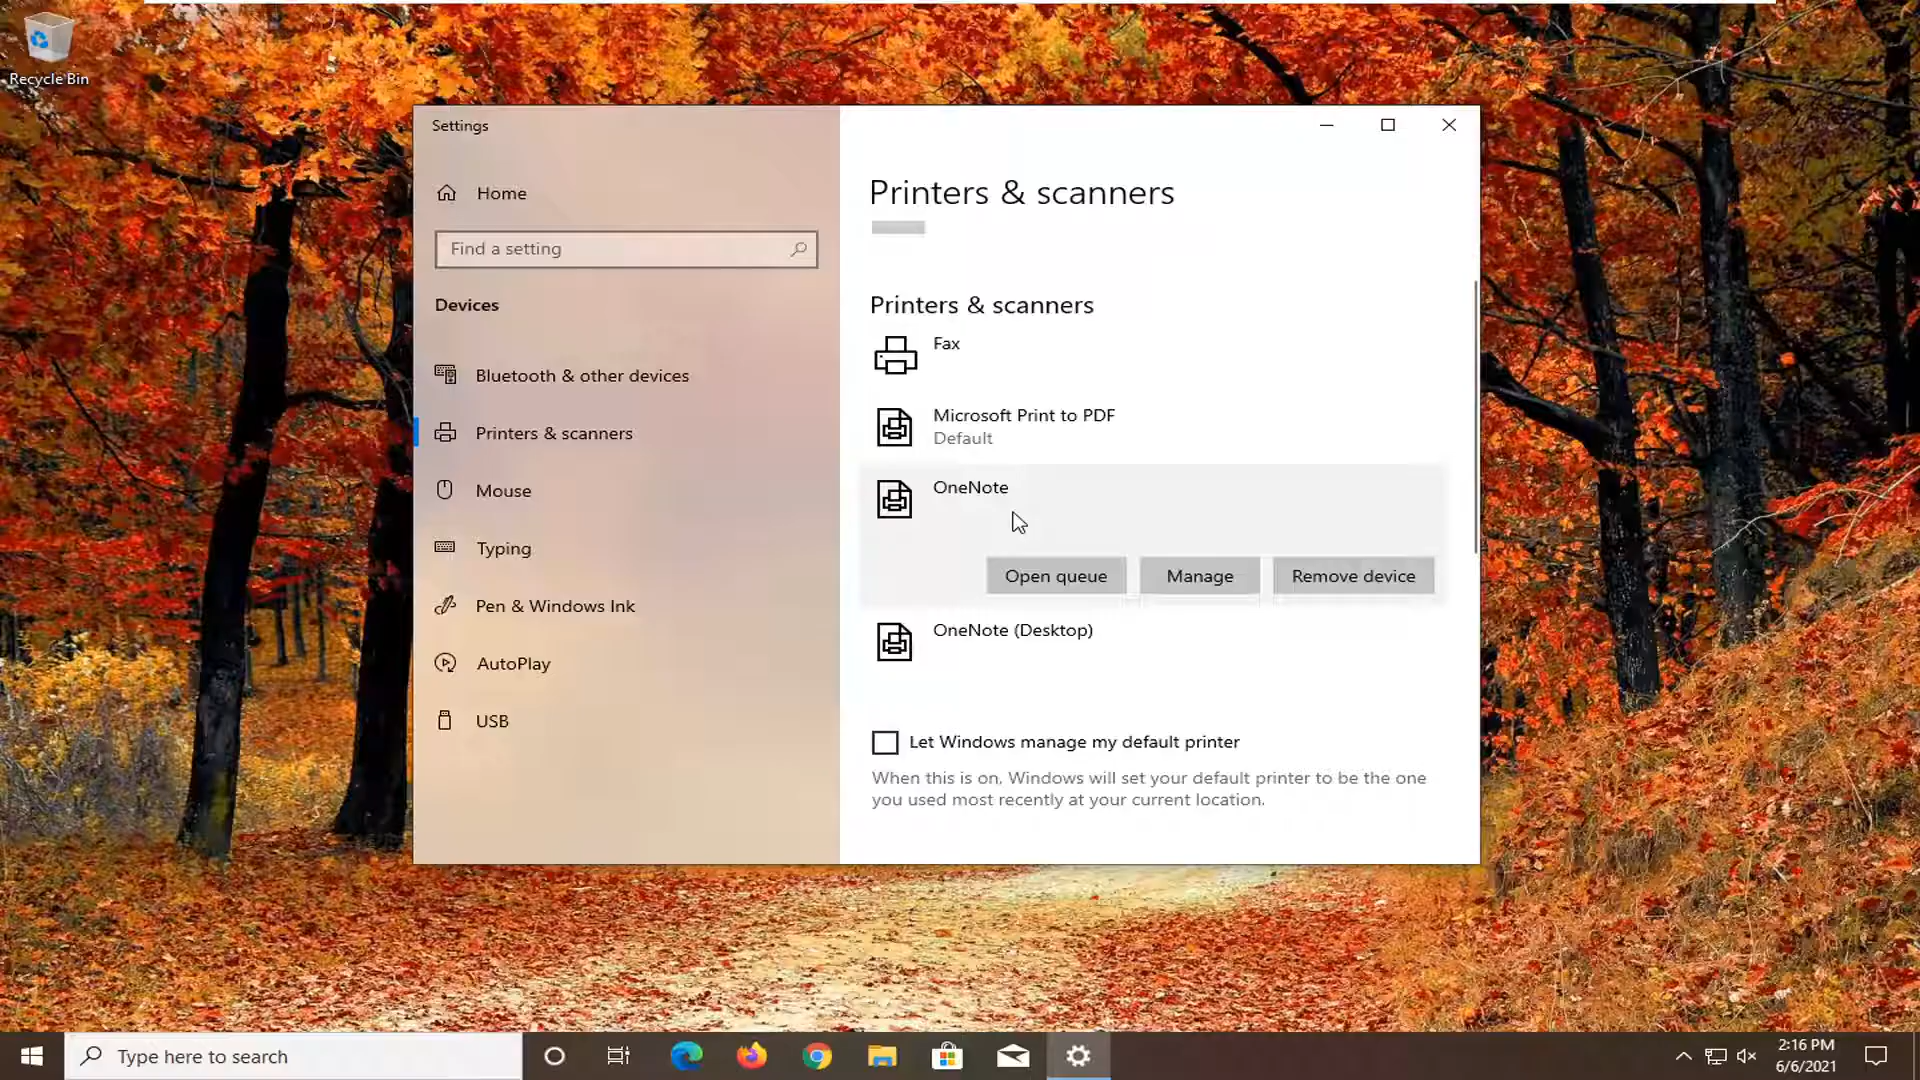 Recycle Bin
Settings
Home
Find a setting
Devices
Bluetooth & other devices
Printers & scanners
Mouse
Typing
Pen & Windows Ink
AutoPlay
USB
Printers & scanners
Printers & scanners
Fax
Microsoft Print to PDF
Default
OneNote
Open queue
Manage
Remove device
OneNote (Desktop)
Let Windows manage my default printer
When this is on, Windows will set your default printer to be the one
you used most recently at your current location.
Type here to search
2:16 PM
6/6/2021